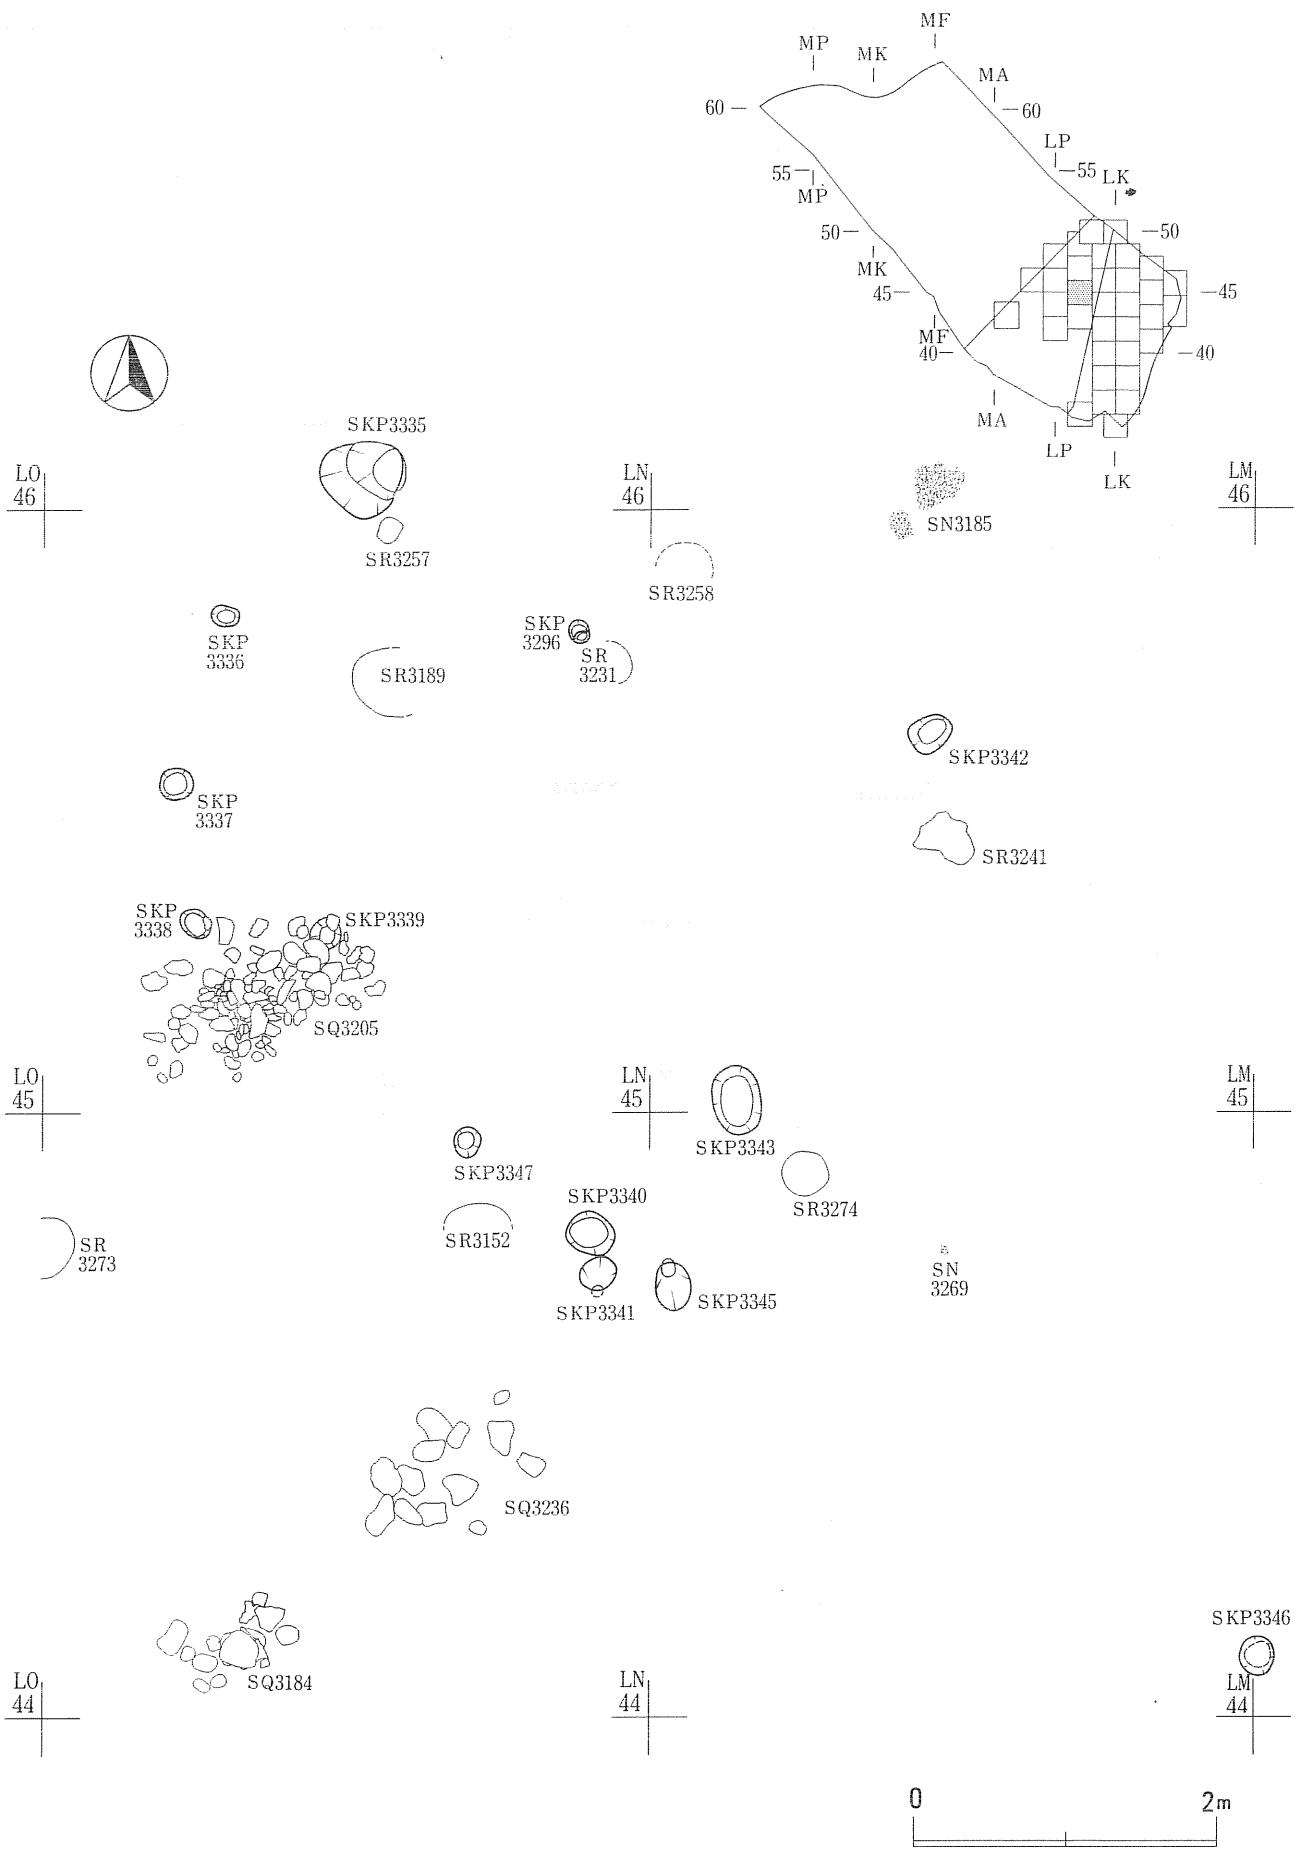 MF
MP
MK
MA
60
60
LP
55
55
LK
MP
50
50
MK
45
45
MF
40
40
MA
LP
LK
SKP3335
LO
46
LN
46
LM
46
SN3185
SR3257
SR3258
SKP
3336
SKP
3296
SR
3231
SR3189
SKP3342
SKP
3337
SR3241
SKP
3338
SKP3339
SQ3205
LO
45
LN
45
LM
45
SKP3343
SKP3347
SKP3340
SR3274
SR3152
SR
3273
SN
3269
SKP3341
SKP3345
SQ3236
SKP3346
SQ3184
LO
44
LN
44
LM
44
0
2m